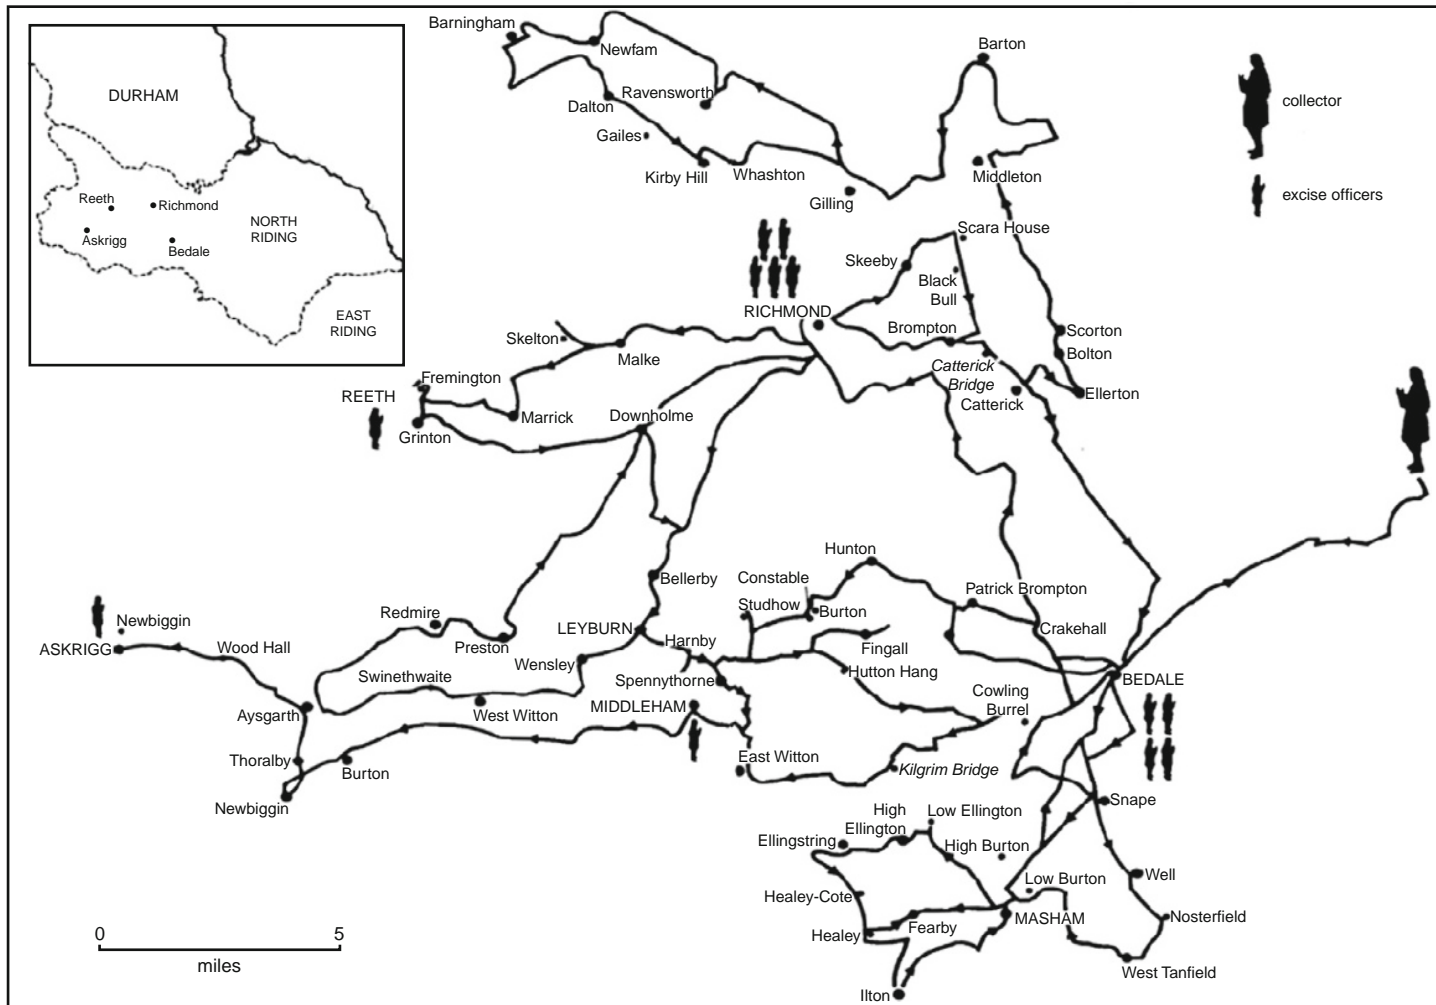 Barningham
Newfam
Barton
DURHAM
Ravensworth
Dalton
collector
Gailes
Kirby Hill
Whashton
Middleton
Gilling
excise officers
Reeth
Richmond
NORTH
RIDING
Askrigg
Bedale
EAST
RIDING
Scara House
Skeeby
Black
Bull
RICHMOND
Brompton
Scorton
Skelton
Malke
Bolton
Catterick
Bridge
Fremington
REETH
Catterick
Ellerton
Marrick
Downholme
Grinton
Hunton
Bellerby
Constable
Burton
Studhow
Patrick Brompton
Newbiggin
Redmire
LEYBURN
Harnby
Crakehall
ASKRIGG
Wood Hall
Preston
Wensley
Fingall
Hutton Hang
Swinethwaite
Spennythorne
BEDALE
Cowling
Burrel
Aysgarth
West Witton
MIDDLEHAM
Thoralby
Burton
East Witton
Kilgrim Bridge
Newbiggin
Snape
High
Ellington
Low Ellington
Ellingstring
High Burton
Well
Low Burton
Healey-Cote
MASHAM
Nosterfield
Fearby
Healey
West Tanfield
Ilton
0
5
miles